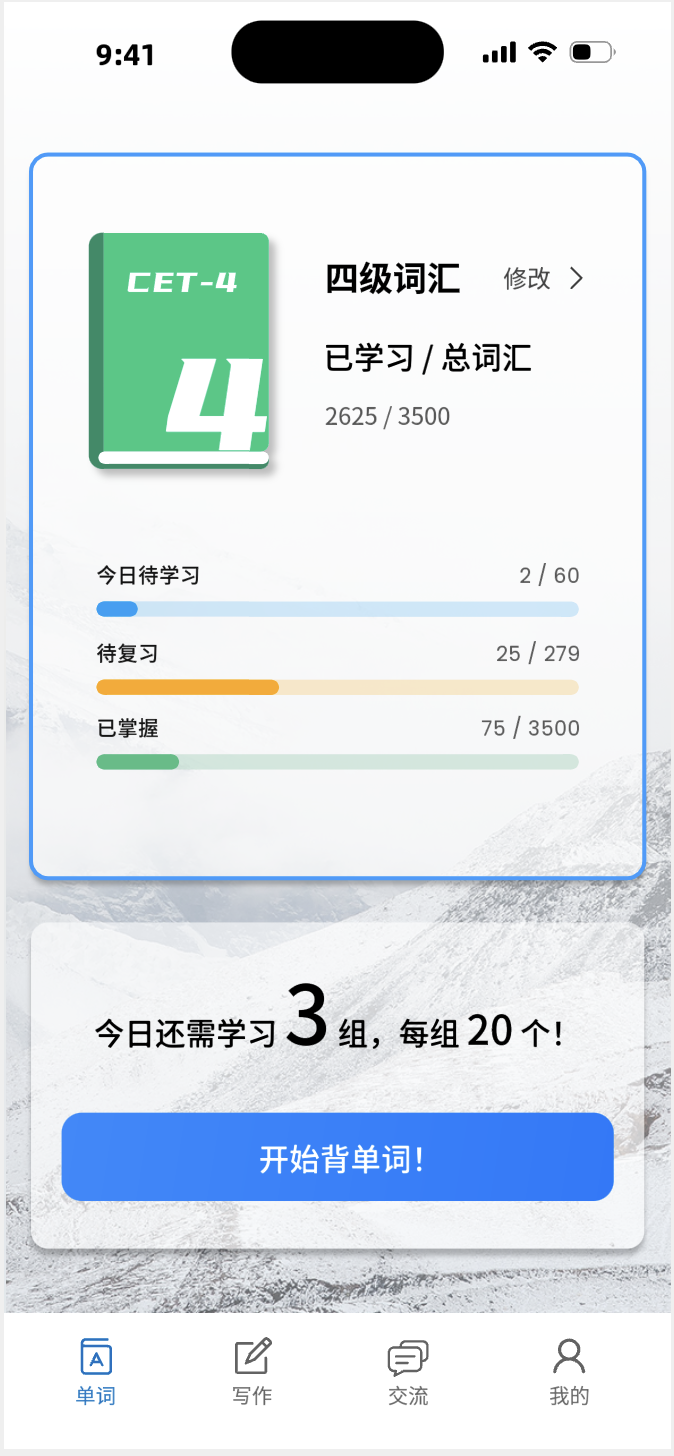 9:41
CET-4
4
四级词汇 修改
已学习 / 总词汇
2625 / 3500
今日待学习 2 / 60
待复习 25 / 279
已掌握 75 / 3500
今日还需学习 3 组，每组 20 个！
开始背单词！
A
单词 写作 交流 我的